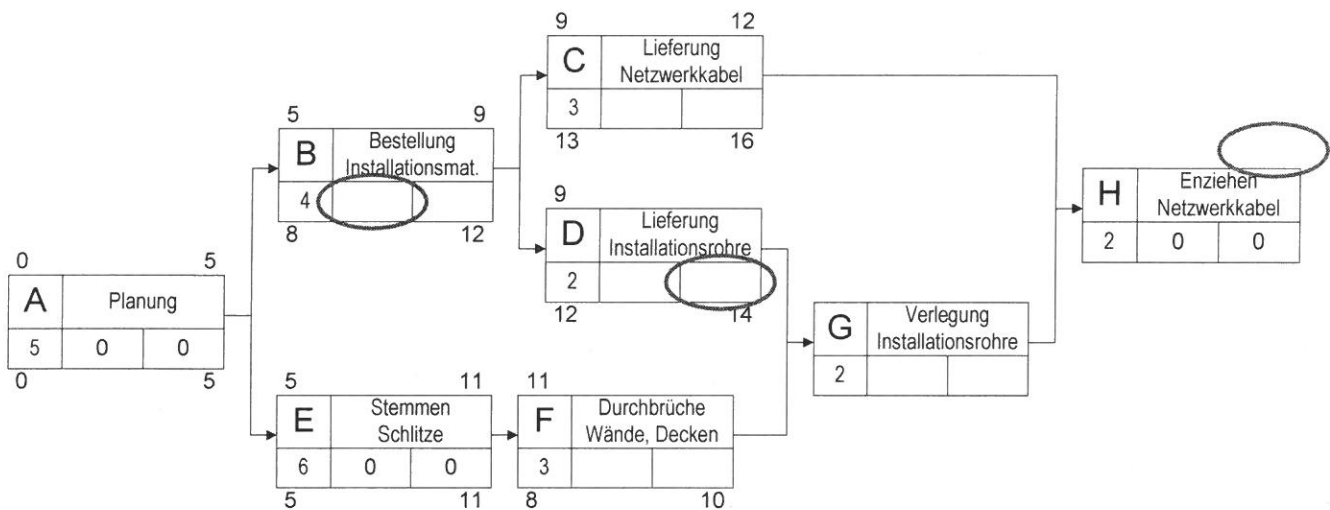 9 12
C Lieferung
Netzwerkkabel
3
13 16
5 9
B Bestellung
Installationsmat.
4
8 12
9
D Lieferung
Installationsrohre
2
12 14
H Enziehen
Netzwerkkabel
2 0 0
0 5
A Planung
5 0 0
0 5
G Verlegung
Installationsrohre
2
5 11
E Stemmen
Schlitze
6 0 0
5 11
11
F Durchbrüche
Wände, Decken
3
8 10